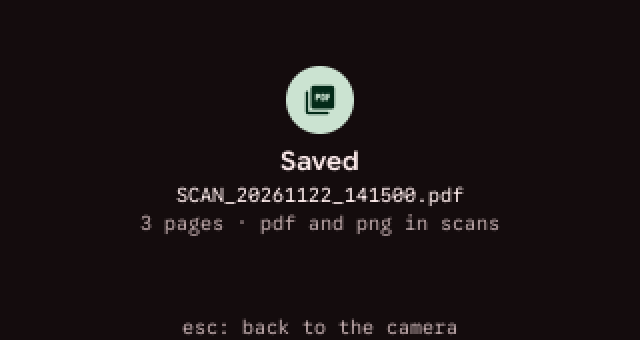 PDF
Saved
SCAN_20261122_141500.pdf
3 pages · pdf and png in scans
esc: back to the camera